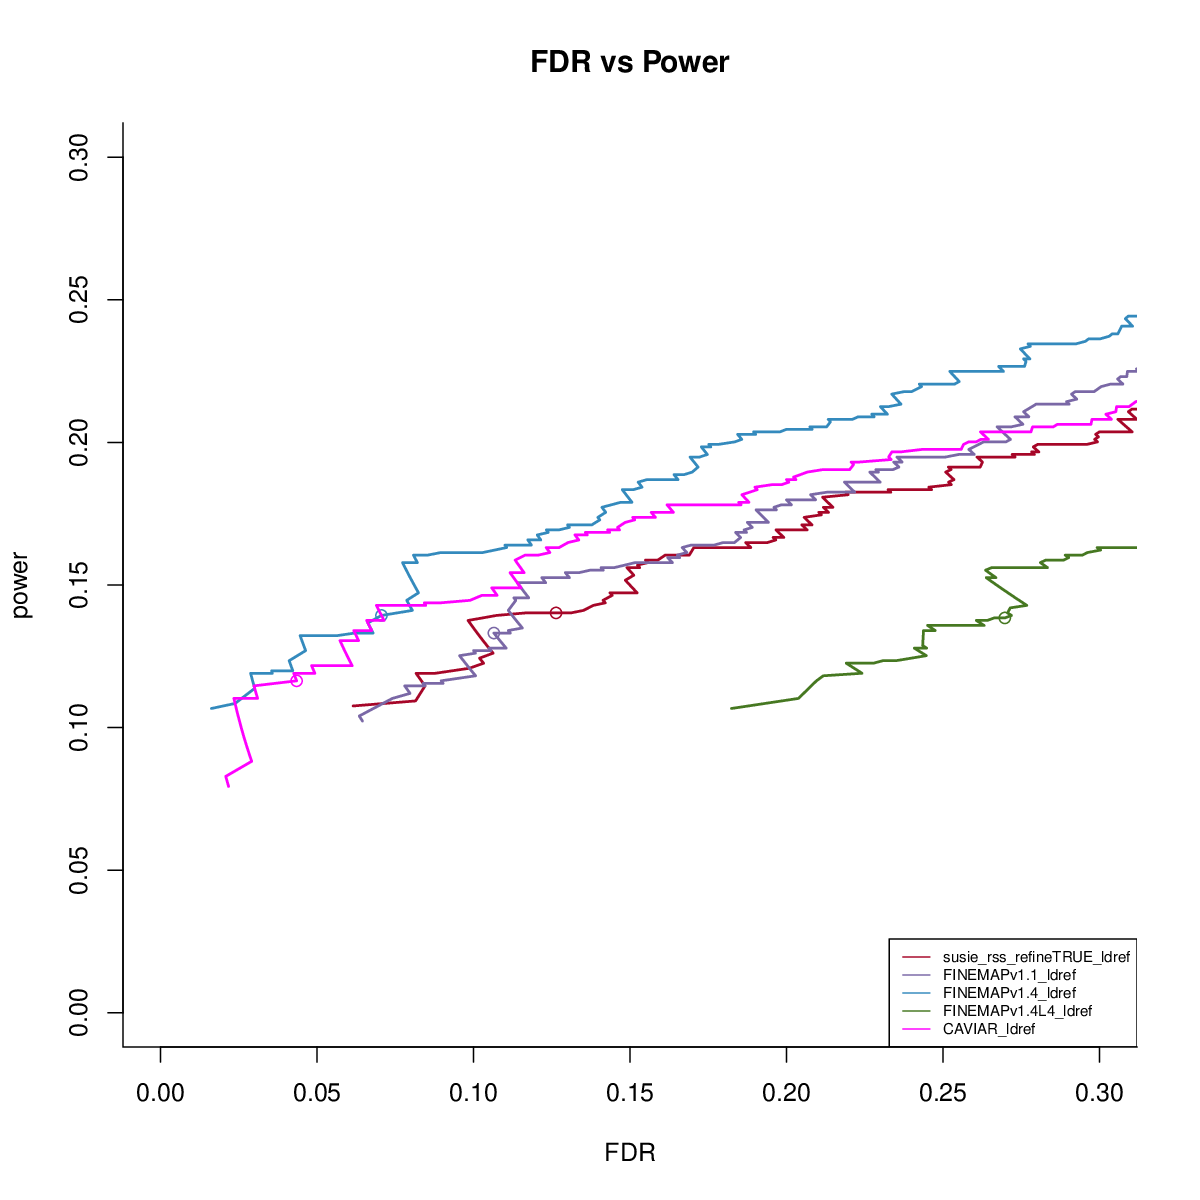 FDR vs Power
power
0.30
0.25
0.20
0.15
0.10
0.05
0.00
susie_rss_refineTRUE_ldref
FINEMAPv1.1_ldref
FINEMAPv1.4_ldref
FINEMAPv1.4L4_ldref
CAVIAR_ldref
0.00 0.05 0.10 0.15 0.20 0.25 0.30
FDR